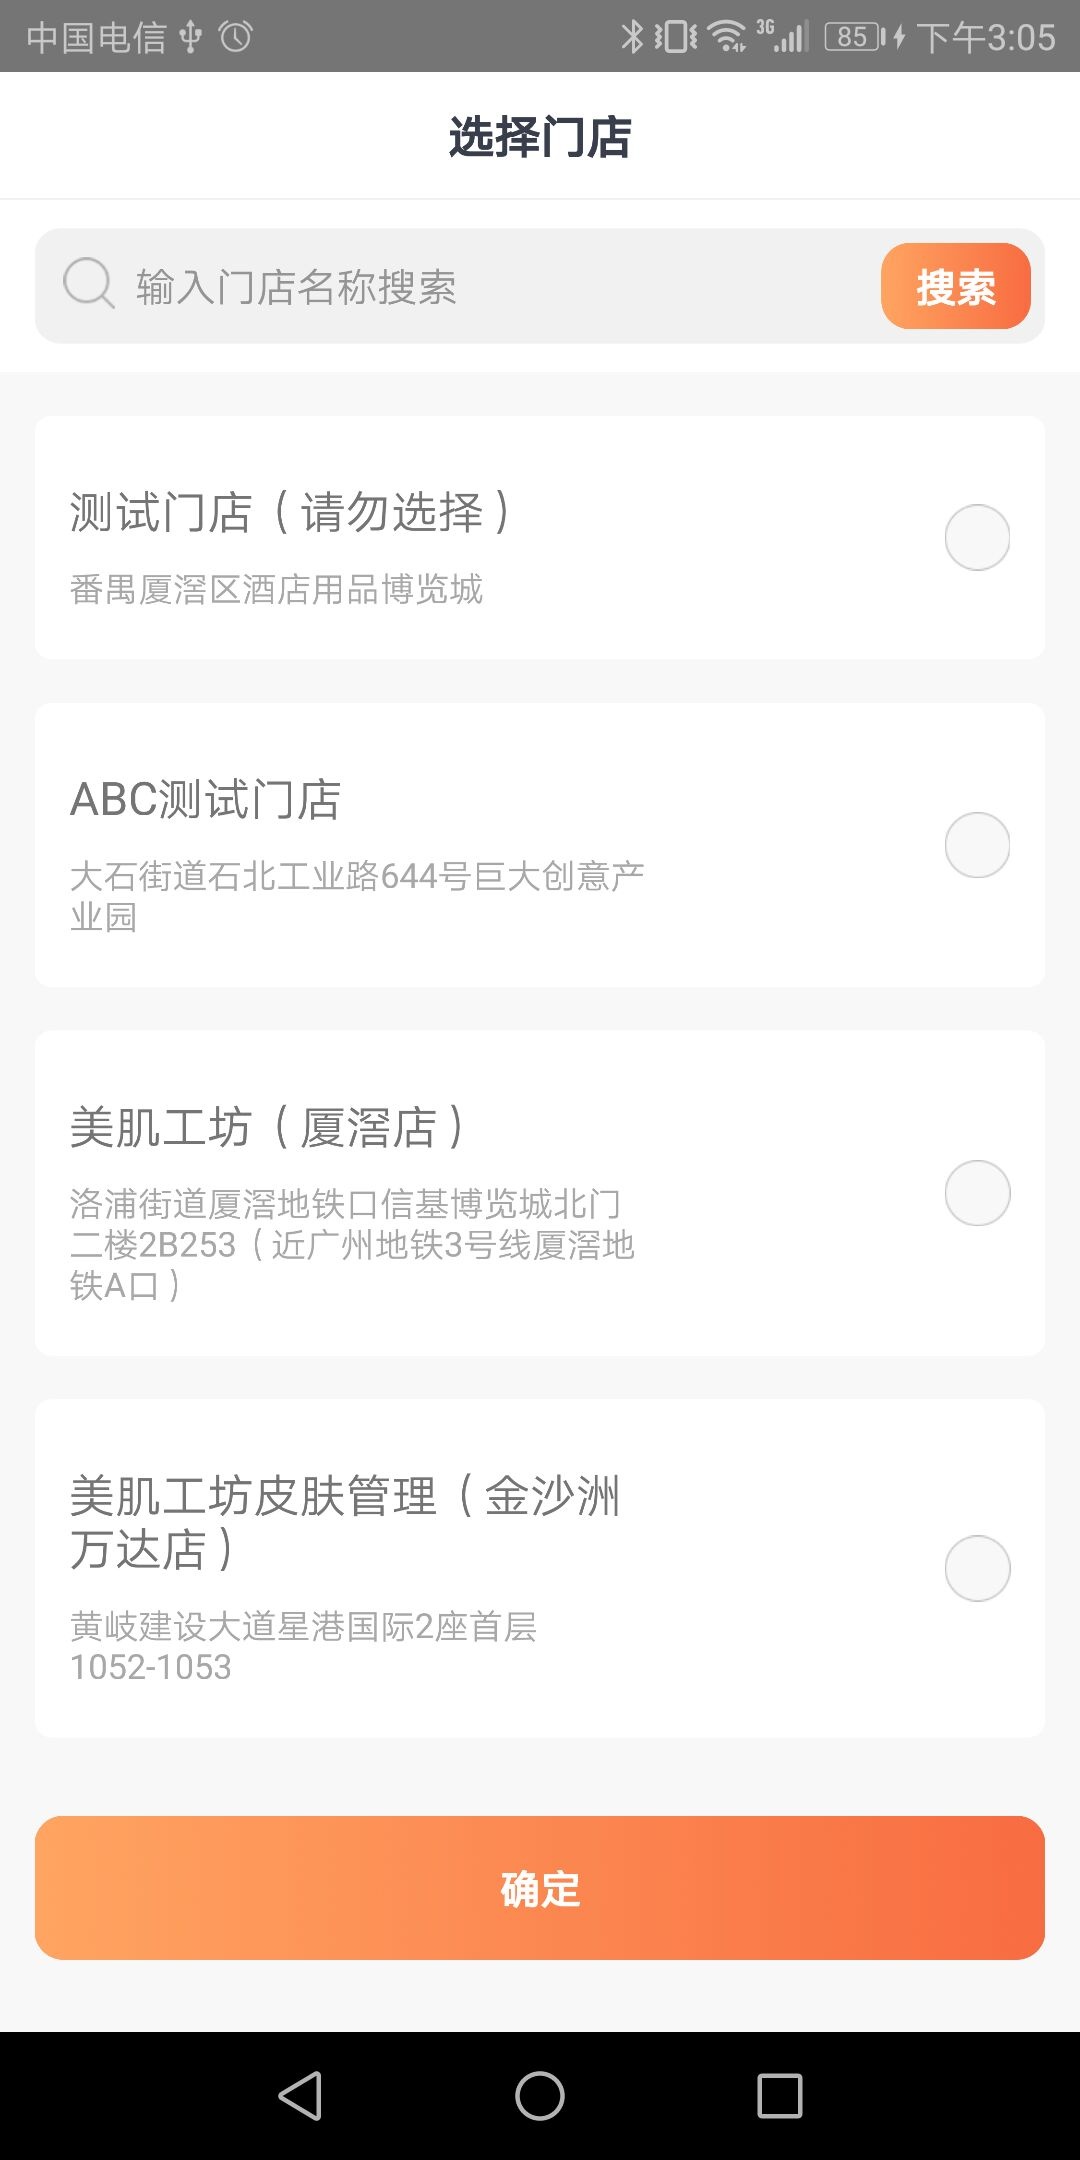 中国电信
3G 85 下午3:05
选择门店
输入门店名称搜索
搜索
测试门店（请勿选择）
番禺厦滘区酒店用品博览城
ABC测试门店
大石街道石北工业路644号巨大创意产
业园
美肌工坊（厦滘店）
洛浦街道厦滘地铁口信基博览城北门
二楼2B253（近广州地铁3号线厦滘地
铁A口）
美肌工坊皮肤管理（金沙洲
万达店）
黄岐建设大道星港国际2座首层
1052-1053
确定